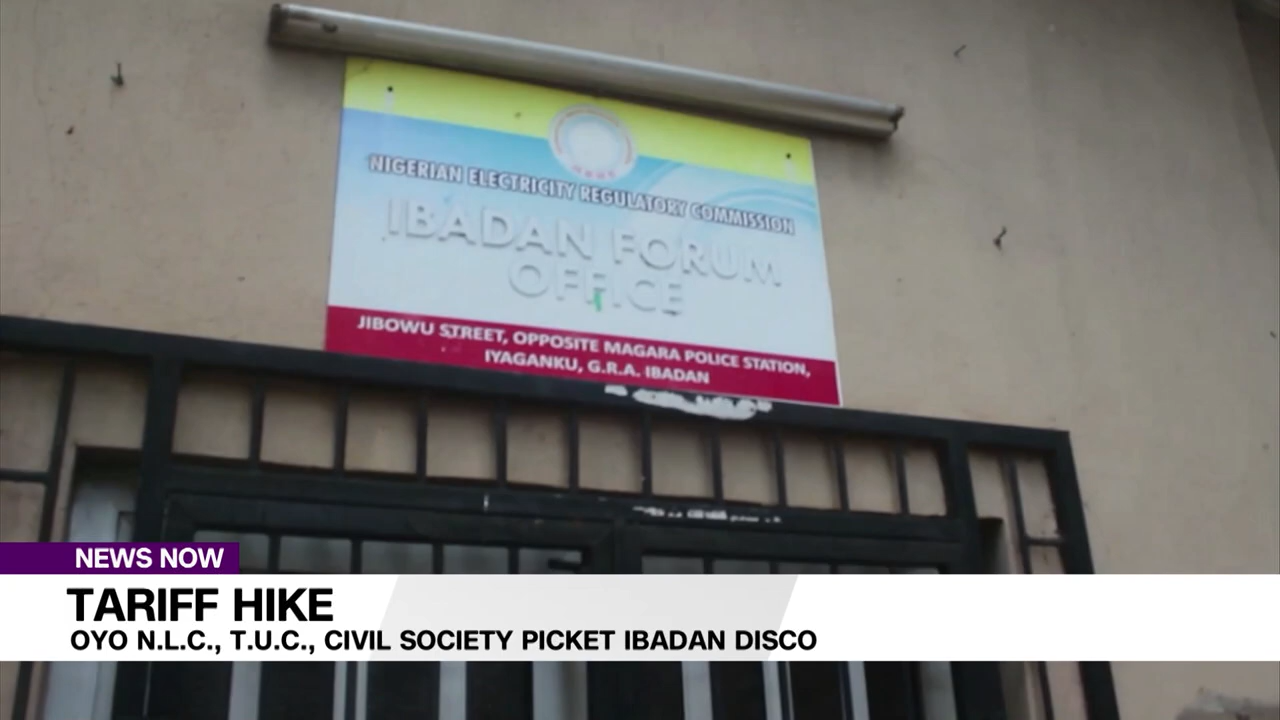 NIGERIAN ELECTRICITY REGULATORY COMMISSION
IBADAN FORUM
OFFICE
JIBOWU STREET, OPPOSITE MAGARA POLICE STATION,
IYAGANKU, G.R.A. IBADAN
NEWS NOW
TARIFF HIKE
OYO N.L.C., T.U.C., CIVIL SOCIETY PICKET IBADAN DISCO